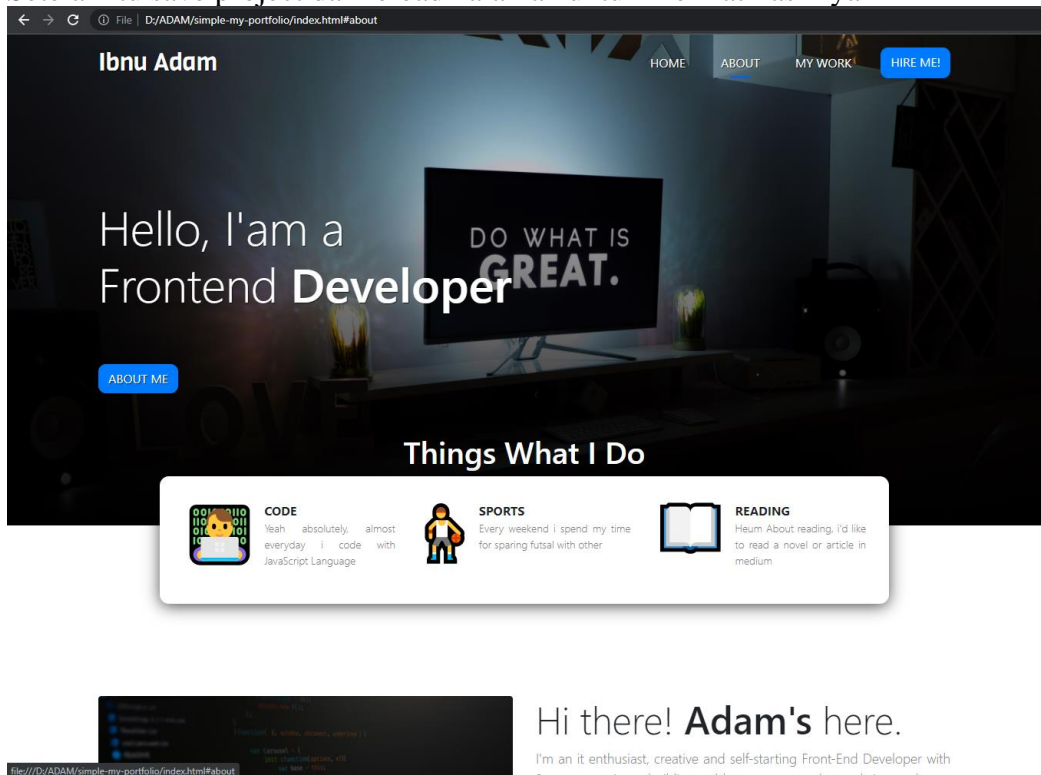 D:/ADAM/simple-my-portfolio/index.html#about
File
Ibnu Adam
HOME ABOUT MY WORK HIRE ME!
DO WHAT IS
GREAT.
Hello, I'am a
Frontend Developer
ABOUT ME
Things What I Do
CODE
Yeah absolutely, almost
everyday i code with
JavaScript Language
SPORTS
Every weekend i spend my time
for sparing futsal with other
READING
Heum About reading, i'd like
to read a novel or article in
medium
Hi there! Adam's here.
I'm an it enthusiast, creative and self-starting Front-End Developer with
file:///D:/ADAM/simple-my-portfolio/index.html#about